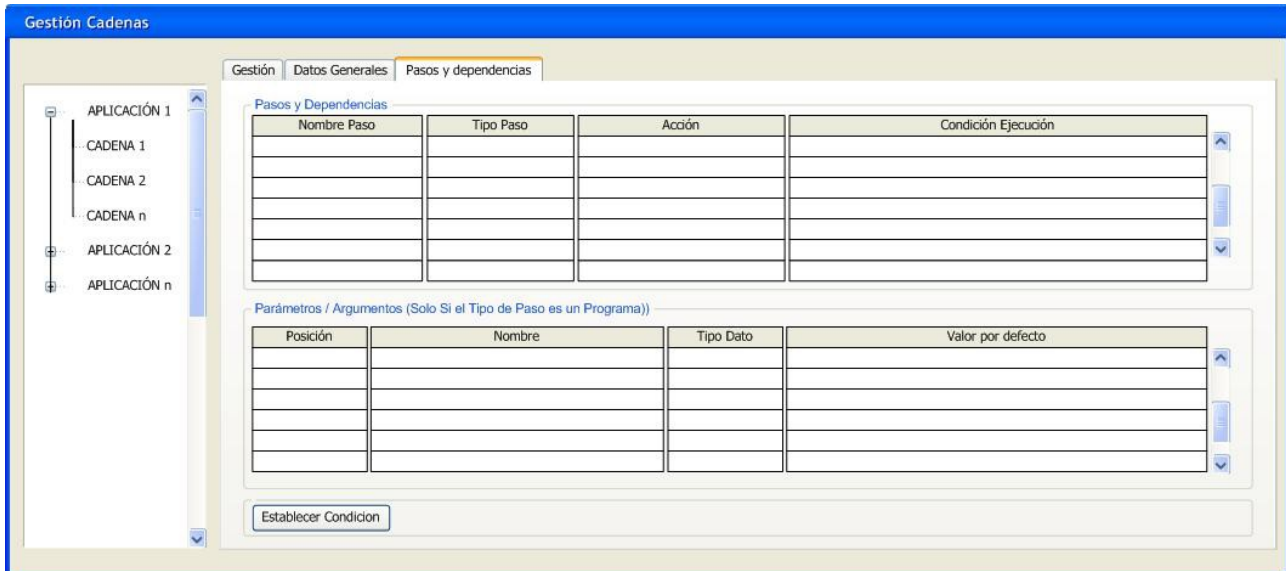 Gestión Cadenas
Gestión Datos Generales Pasos y dependencias
APLICACIÓN 1
CADENA 1
CADENA 2
CADENA n
APLICACIÓN 2
APLICACIÓN n
Pasos y Dependencias
Nombre Paso Tipo Paso Acción Condición Ejecución
Parámetros / Argumentos (Solo Si el Tipo de Paso es un Programa))
Posición Nombre Tipo Dato Valor por defecto
Establecer Condicion